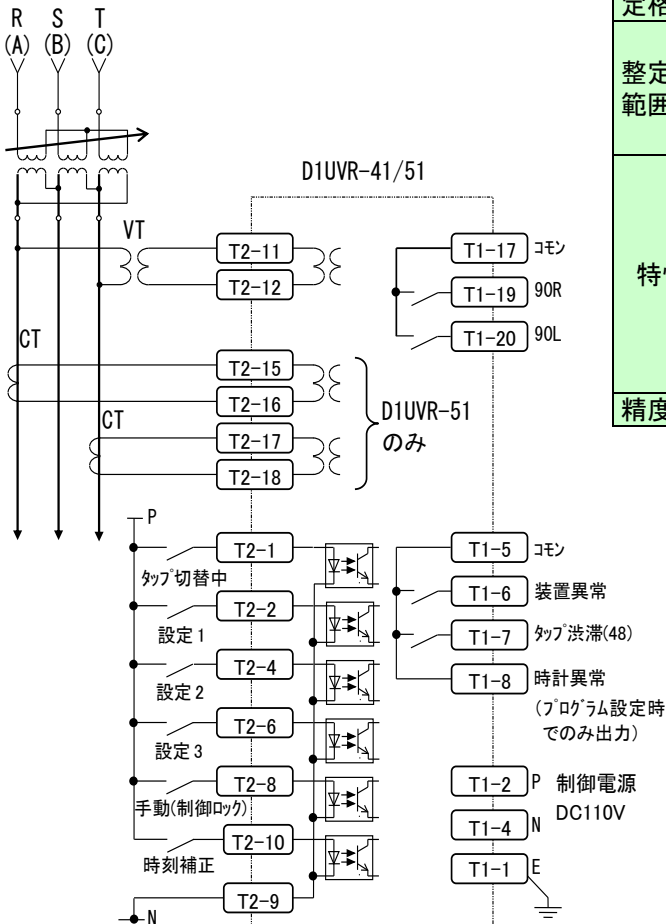 R S T
(A) (B) (C)
D1UVR-41/51
VT
T2-11
T2-12
CT
T2-15
T2-16
CT
T2-17
T2-18
D1UVR-51
のみ
T1-17 ｺﾓﾝ
T1-19 90R
T1-20 90L
P
T2-1
ﾀｯﾌﾟ切替中
T2-2
設定1
T2-4
設定2
T2-6
設定3
T2-8
手動(制御ﾛｯｸ)
T2-10
時刻補正
T2-9
N
T1-5 ｺﾓﾝ
T1-6 装置異常
T1-7 ﾀｯﾌﾟ渋滞(48)
T1-8 時計異常
(ﾌﾟﾛｸﾞﾗﾑ設定時
でのみ出力)
T1-2 P 制御電源
DC110V
T1-4 N
T1-1 E
整定
範囲
精度